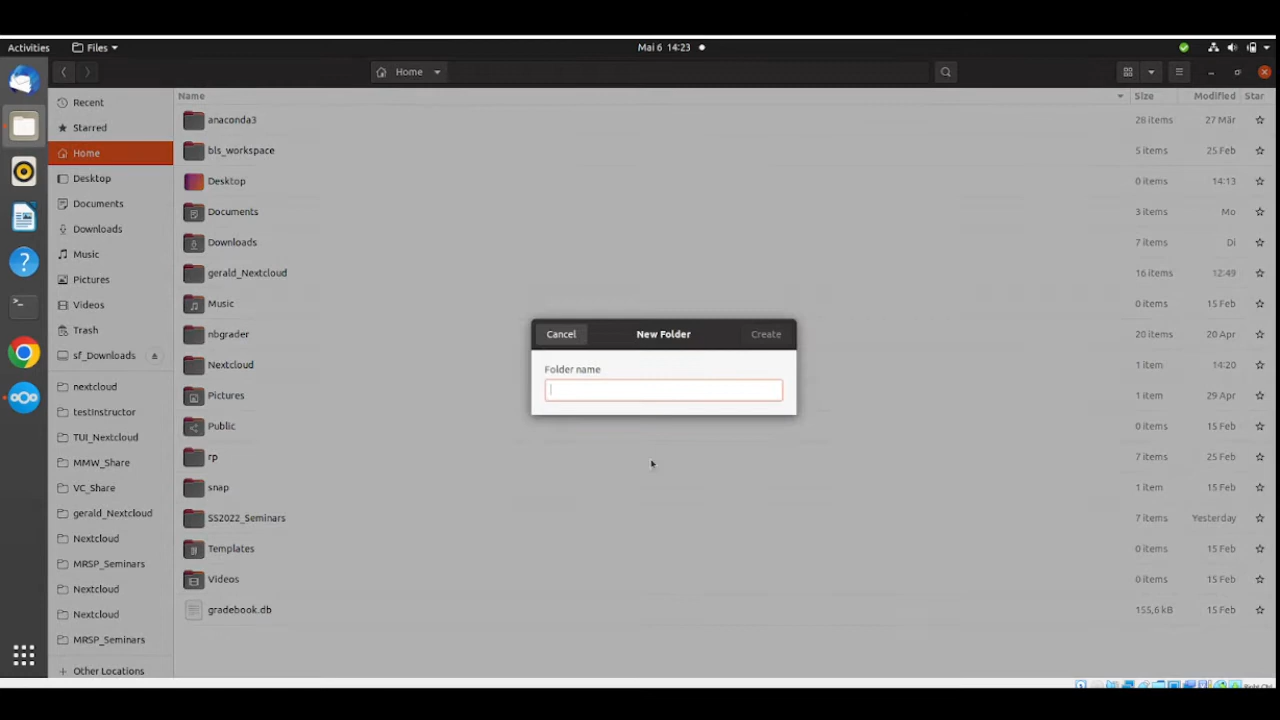 Activities Files Mai 6 14:23
Home
Name Size Modified Star
Recent
Starred
Home
Desktop
Documents
Downloads
Music
Pictures
Videos
Trash
sf_Downloads
nextcloud
testInstructor
TUI_Nextcloud
MMW_Share
VC_Share
gerald_Nextcloud
Nextcloud
MRSP_Seminars
Nextcloud
Nextcloud
MRSP_Seminars
Other Locations
anaconda3 28 items 27 Mär
bls_workspace 5 items 25 Feb
Desktop 0 items 14:13
Documents 3 items Mo
Downloads 7 items Di
gerald_Nextcloud 16 items 12:49
Music 0 items 15 Feb
nbgrader 20 items 20 Apr
Nextcloud 1 item 14:20
Pictures 1 item 29 Apr
Public 0 items 15 Feb
rp 7 items 25 Feb
snap 1 item 15 Feb
SS2022_Seminars 7 items Yesterday
Templates 0 items 15 Feb
Videos 0 items 15 Feb
gradebook.db 155,6 kB 15 Feb
Cancel New Folder Create
Folder name